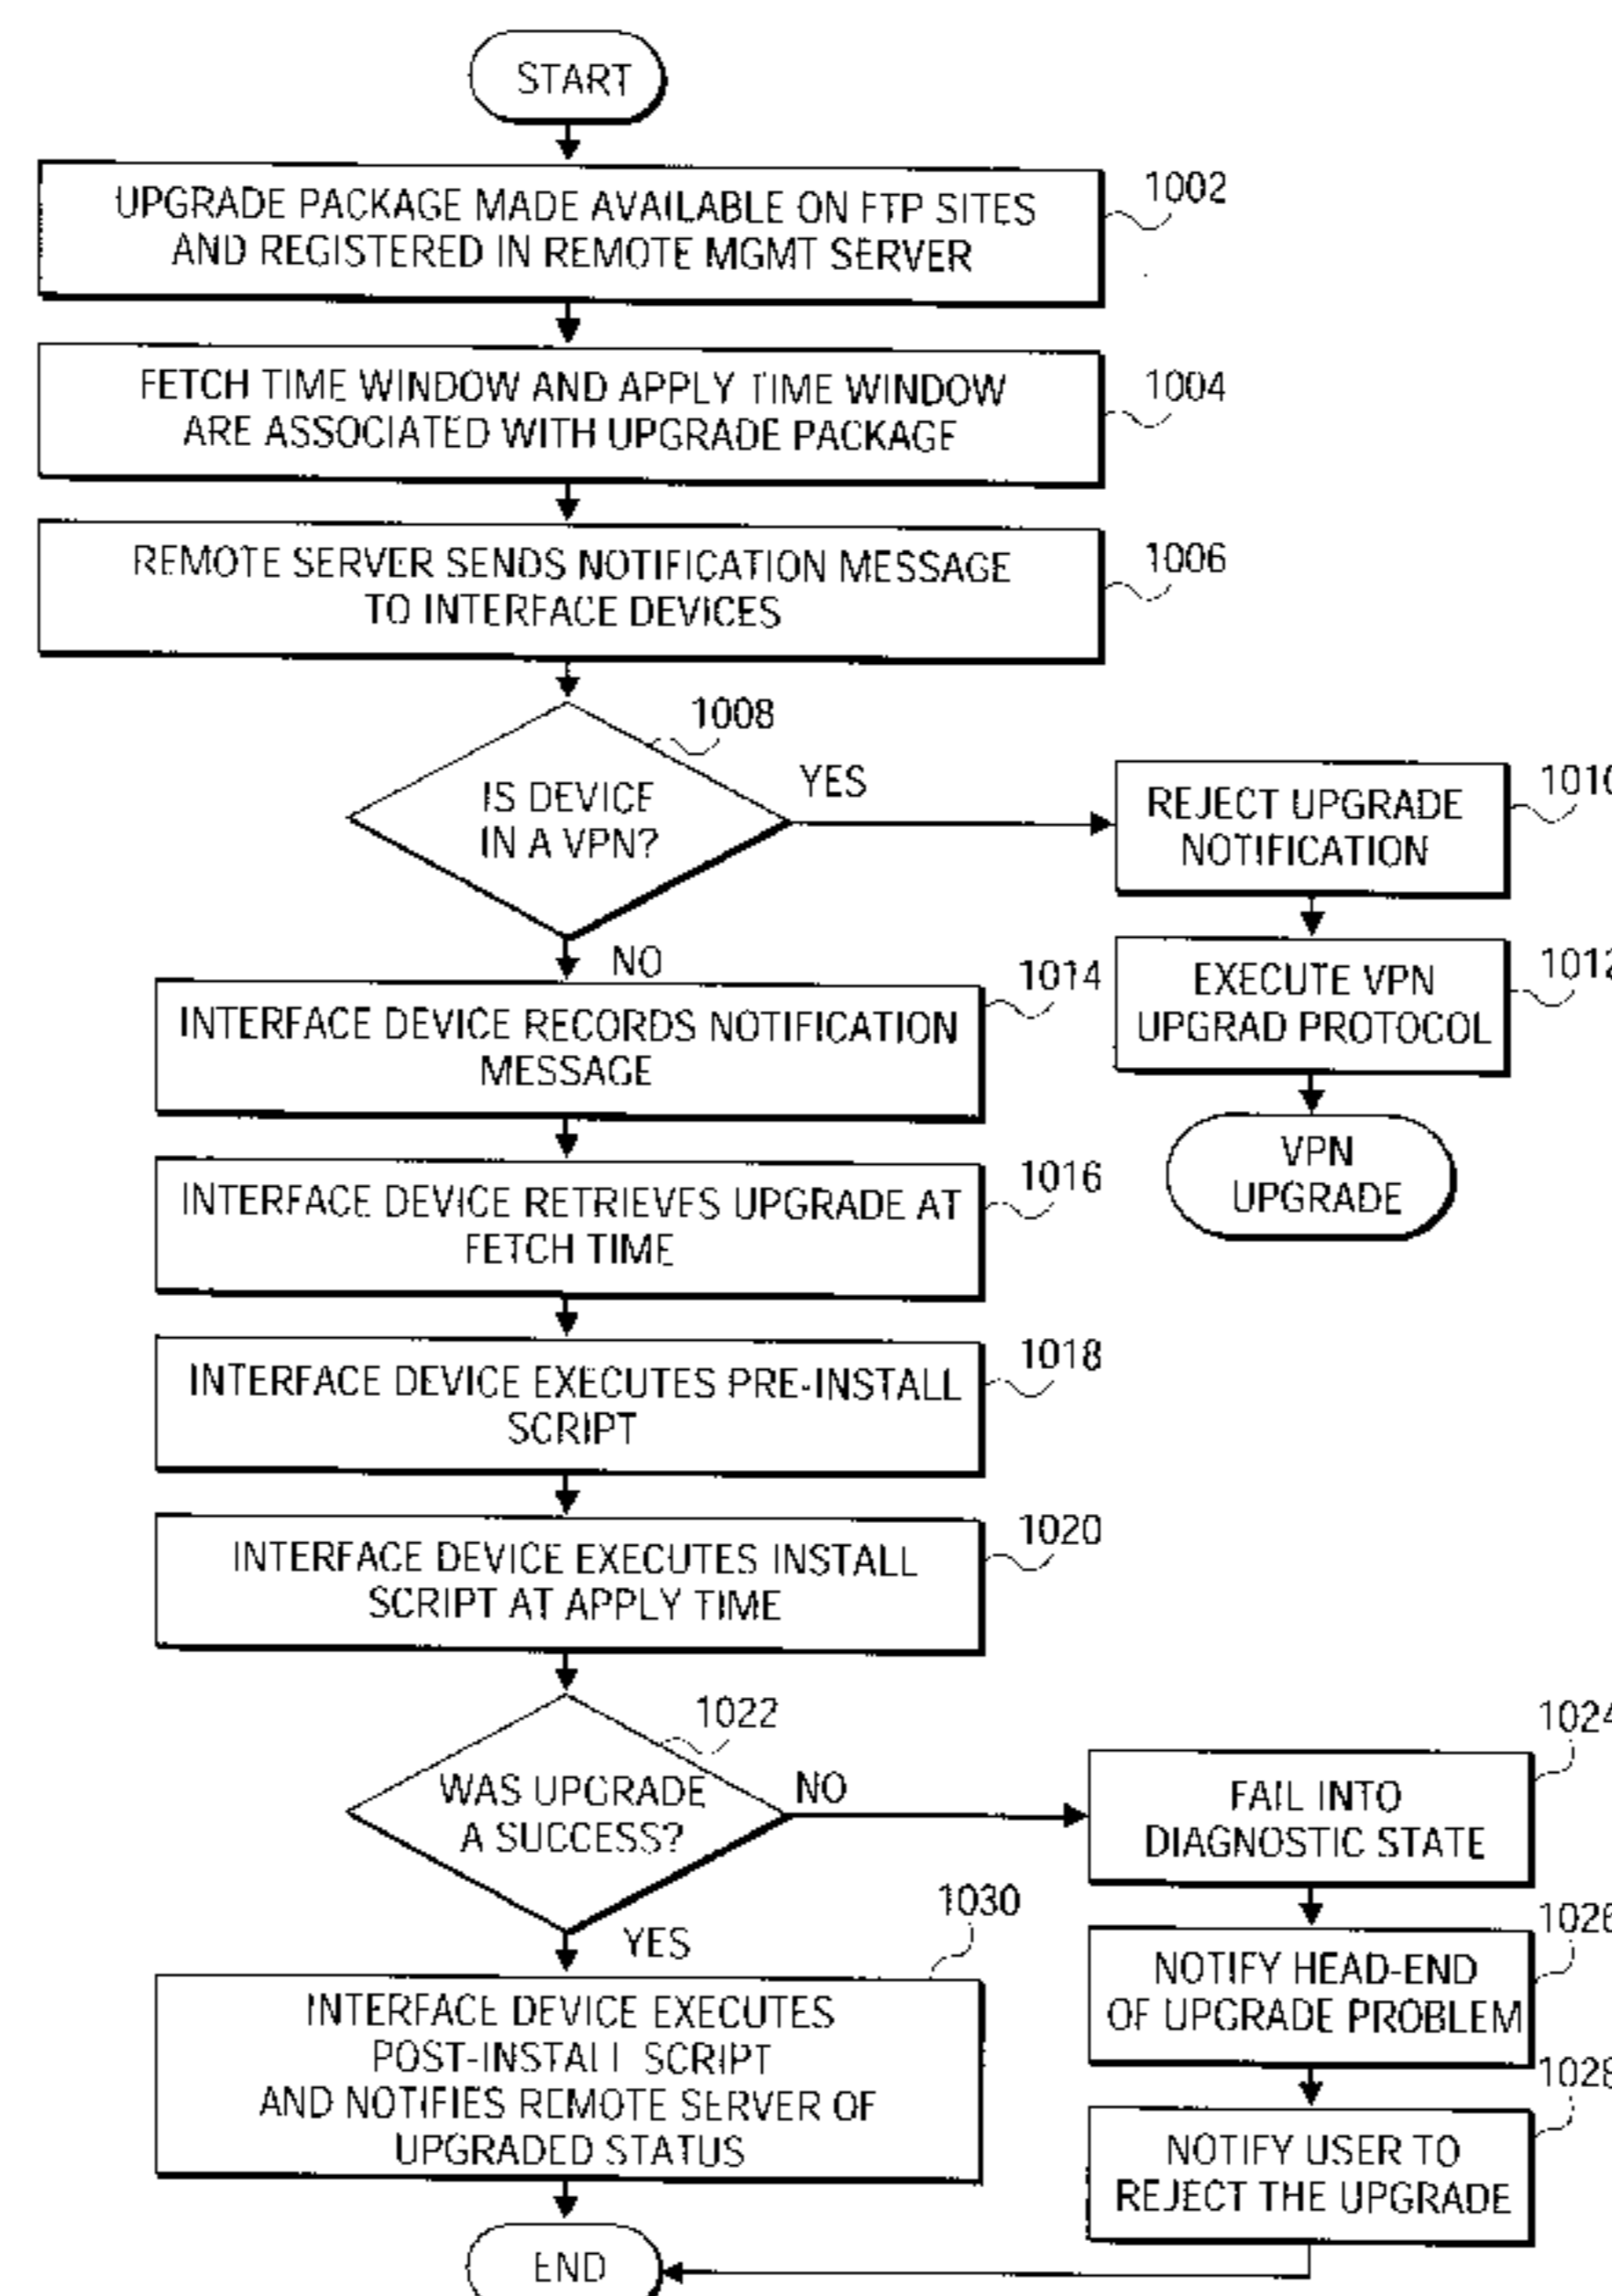 START
UPGRADE PACKAGE MADE AVAILABLE ON FTP SITES
AND REGISTERED IN REMOTE MGMT SERVER
1002
FETCH TIME WINDOW AND APPLY TIME WINDOW
ARE ASSOCIATED WITH UPGRADE PACKAGE
1004
REMOTE SERVER SENDS NOTIFICATION MESSAGE
TO INTERFACE DEVICES
1006
1008
IS DEVICE
IN A VPN?
YES
REJECT UPGRADE
NOTIFICATION
1010
NO
EXECUTE VPN
UPGRAD PROTOCOL
1012
VPN
UPGRADE
INTERFACE DEVICE RECORDS NOTIFICATION
MESSAGE
1014
INTERFACE DEVICE RETRIEVES UPGRADE AT
FETCH TIME
1016
INTERFACE DEVICE EXECUTES PRE-INSTALL
SCRIPT
1018
INTERFACE DEVICE EXECUTES INSTALL
SCRIPT AT APPLY TIME
1020
1022
WAS UPGRADE
A SUCCESS?
NO
FAIL INTO
DIAGNOSTIC STATE
1024
YES
NOTIFY HEAD-END
OF UPGRADE PROBLEM
1026
NOTIFY USER TO
REJECT THE UPGRADE
1028
1030
INTERFACE DEVICE EXECUTES
POST-INSTALL SCRIPT
AND NOTIFIES REMOTE SERVER OF
UPGRADED STATUS
END